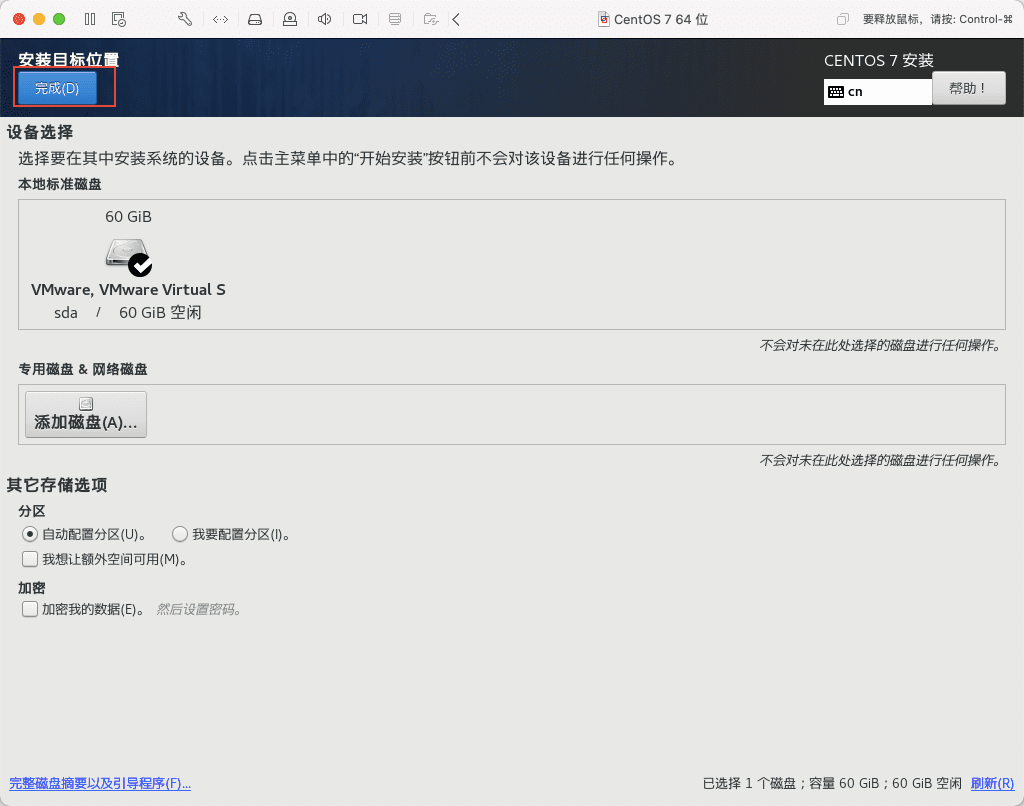 CentOS 7 64 位
要释放鼠标，请按: Control-⌘
安装目标位置
完成(D)
CENTOS 7 安装
cn
帮助！
设备选择
选择要在其中安装系统的设备。点击主菜单中的“开始安装”按钮前不会对该设备进行任何操作。
本地标准磁盘
60 GiB
VMware, VMware Virtual S
sda / 60 GiB 空闲
不会对未在此处选择的磁盘进行任何操作。
专用磁盘 & 网络磁盘
添加磁盘(A)...
不会对未在此处选择的磁盘进行任何操作。
其它存储选项
分区
自动配置分区(U)。 我要配置分区(I)。
我想让额外空间可用(M)。
加密
加密我的数据(E)。 然后设置密码。
完整磁盘摘要以及引导程序(F)...
已选择 1 个磁盘；容量 60 GiB；60 GiB 空闲 刷新(R)